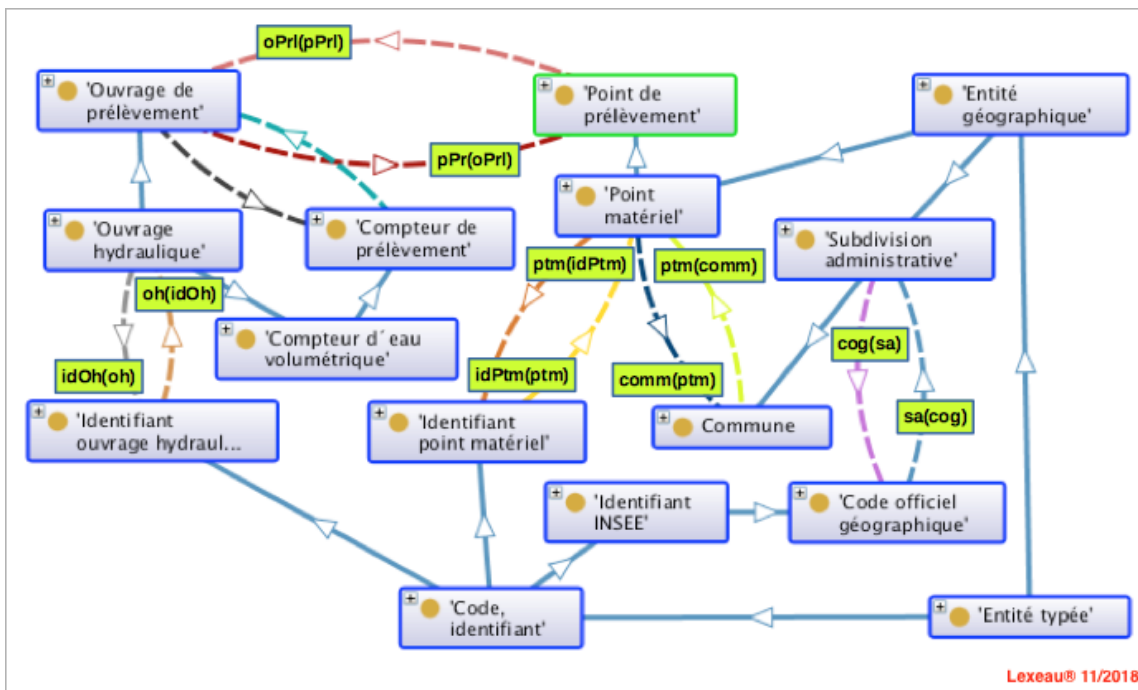 oPrl(pPrl)
'Ouvrage de
prélèvement'
'Point de
prélèvement'
'Entité
géographique'
pPr(oPrl)
'Ouvrage
hydraulique'
'Compteur de
prélèvement'
'Point
matériel'
'Subdivision
administrative'
ptm(idPtm)
ptm(comm)
oh(idOh)
'Compteur d´eau
volumétrique'
cog(sa)
idOh(oh)
idPtm(ptm)
comm(ptm)
'Identifiant
ouvrage hydraul...
'Identifiant
point matériel'
Commune
sa(cog)
'Identifiant
INSEE'
'Code officiel
géographique'
'Code,
identifiant'
'Entité typée'
Lexeau® 11/2018